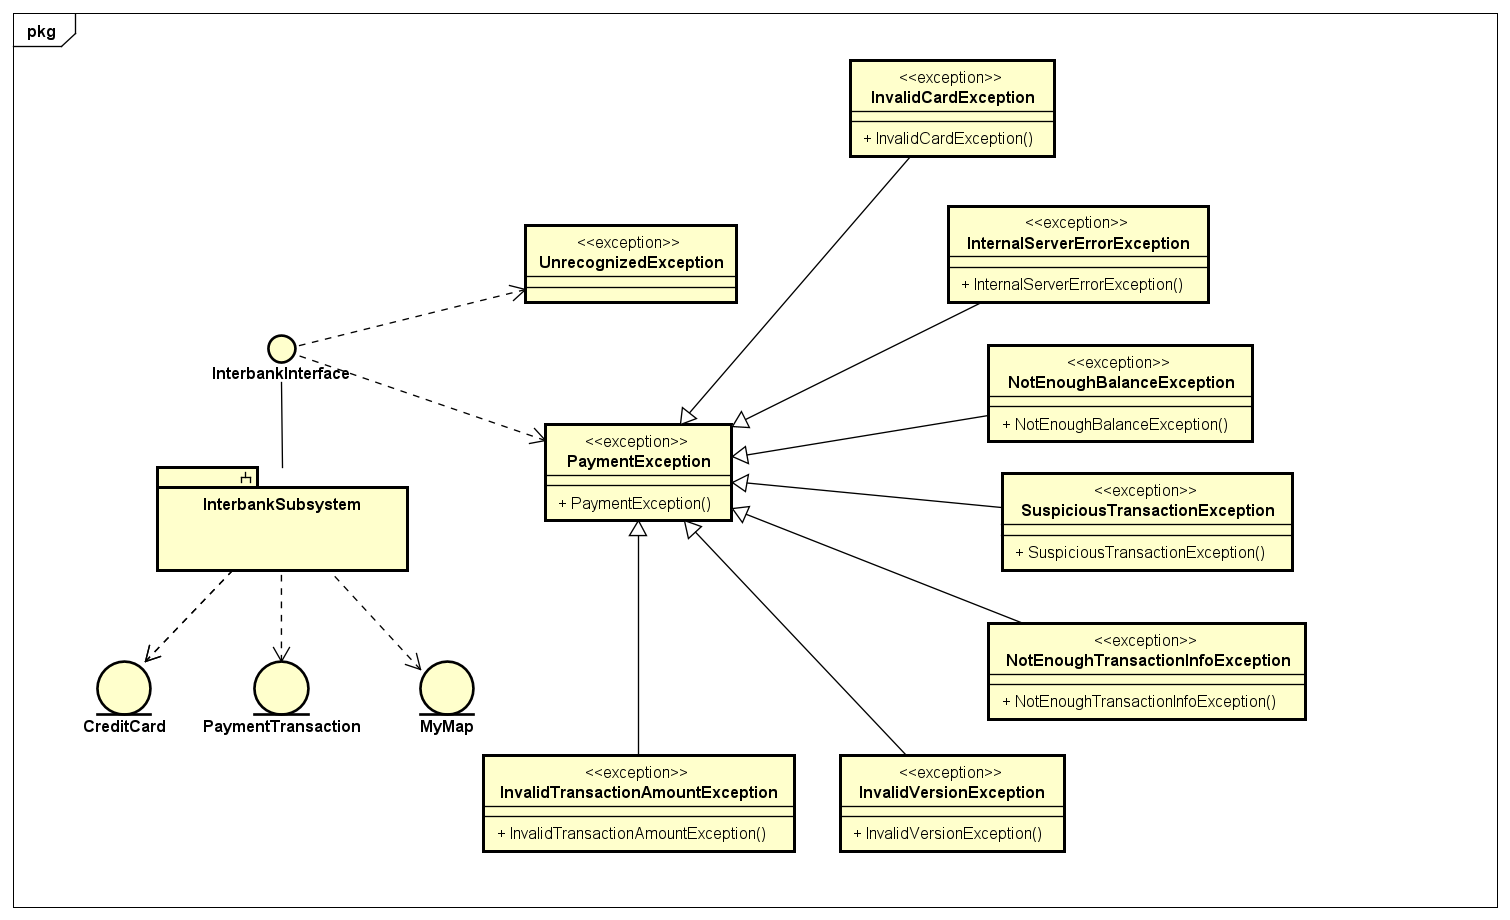 pkg
<<exception>>
InvalidCardException
+ InvalidCardException()
<<exception>>
InternalServerErrorException
+ InternalServerErrorException()
<<exception>>
UnrecognizedException
InterbankInterface
<<exception>>
NotEnoughBalanceException
+ NotEnoughBalanceException()
<<exception>>
PaymentException
+ PaymentException()
<<exception>>
SuspiciousTransactionException
+ SuspiciousTransactionException()
InterbankSubsystem
<<exception>>
NotEnoughTransactionInfoException
+ NotEnoughTransactionInfoException()
CreditCard
PaymentTransaction
MyMap
<<exception>>
InvalidTransactionAmountException
+ InvalidTransactionAmountException()
<<exception>>
InvalidVersionException
+ InvalidVersionException()